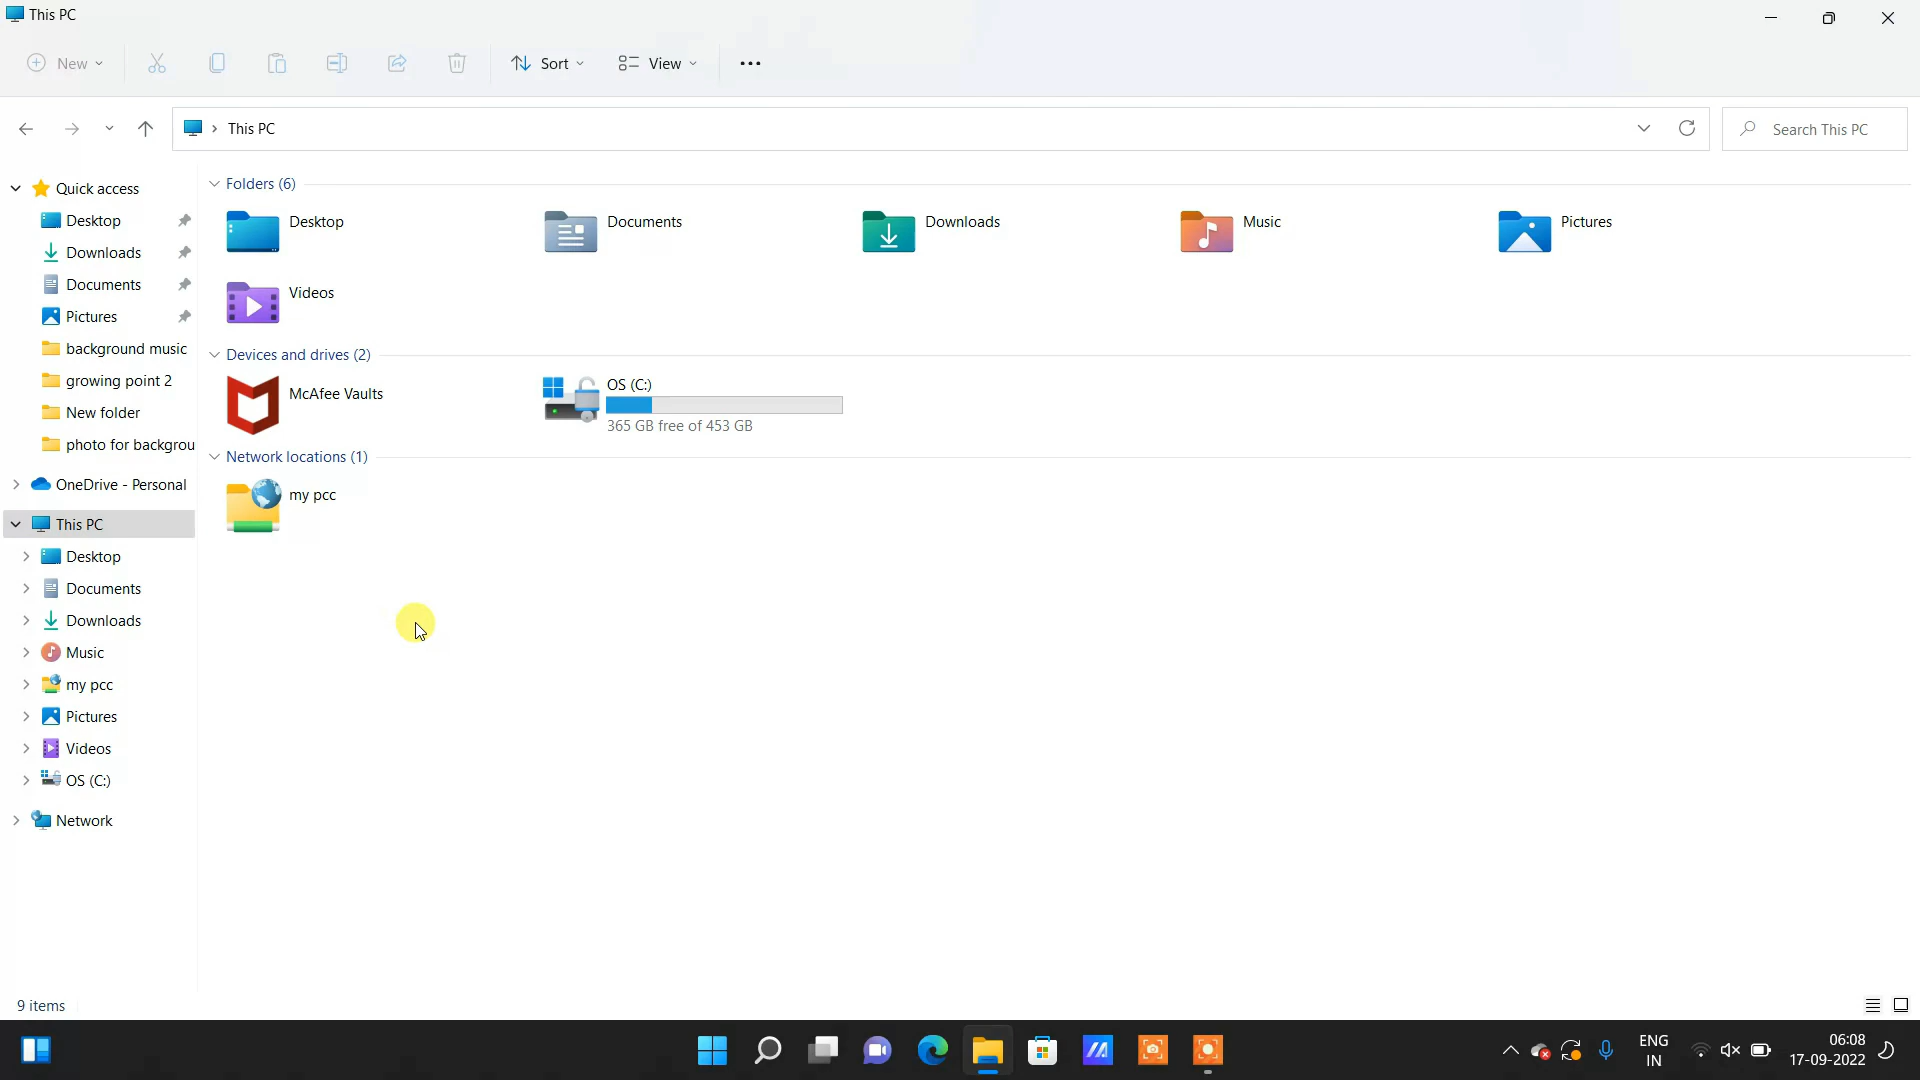 This PC
New
Sort
View
This PC
Search This PC
Quick access
Desktop
Downloads
Documents
Pictures
background music
growing point 2
New folder
photo for backgrou
OneDrive - Personal
This PC
Desktop
Documents
Downloads
Music
my pcc
Pictures
Videos
OS (C:)
Network
Folders (6)
Desktop
Documents
Downloads
Music
Pictures
Videos
Devices and drives (2)
McAfee Vaults
OS (C:)
365 GB free of 453 GB
Network locations (1)
my pcc
9 items
ENG
IN
06:08
17-09-2022